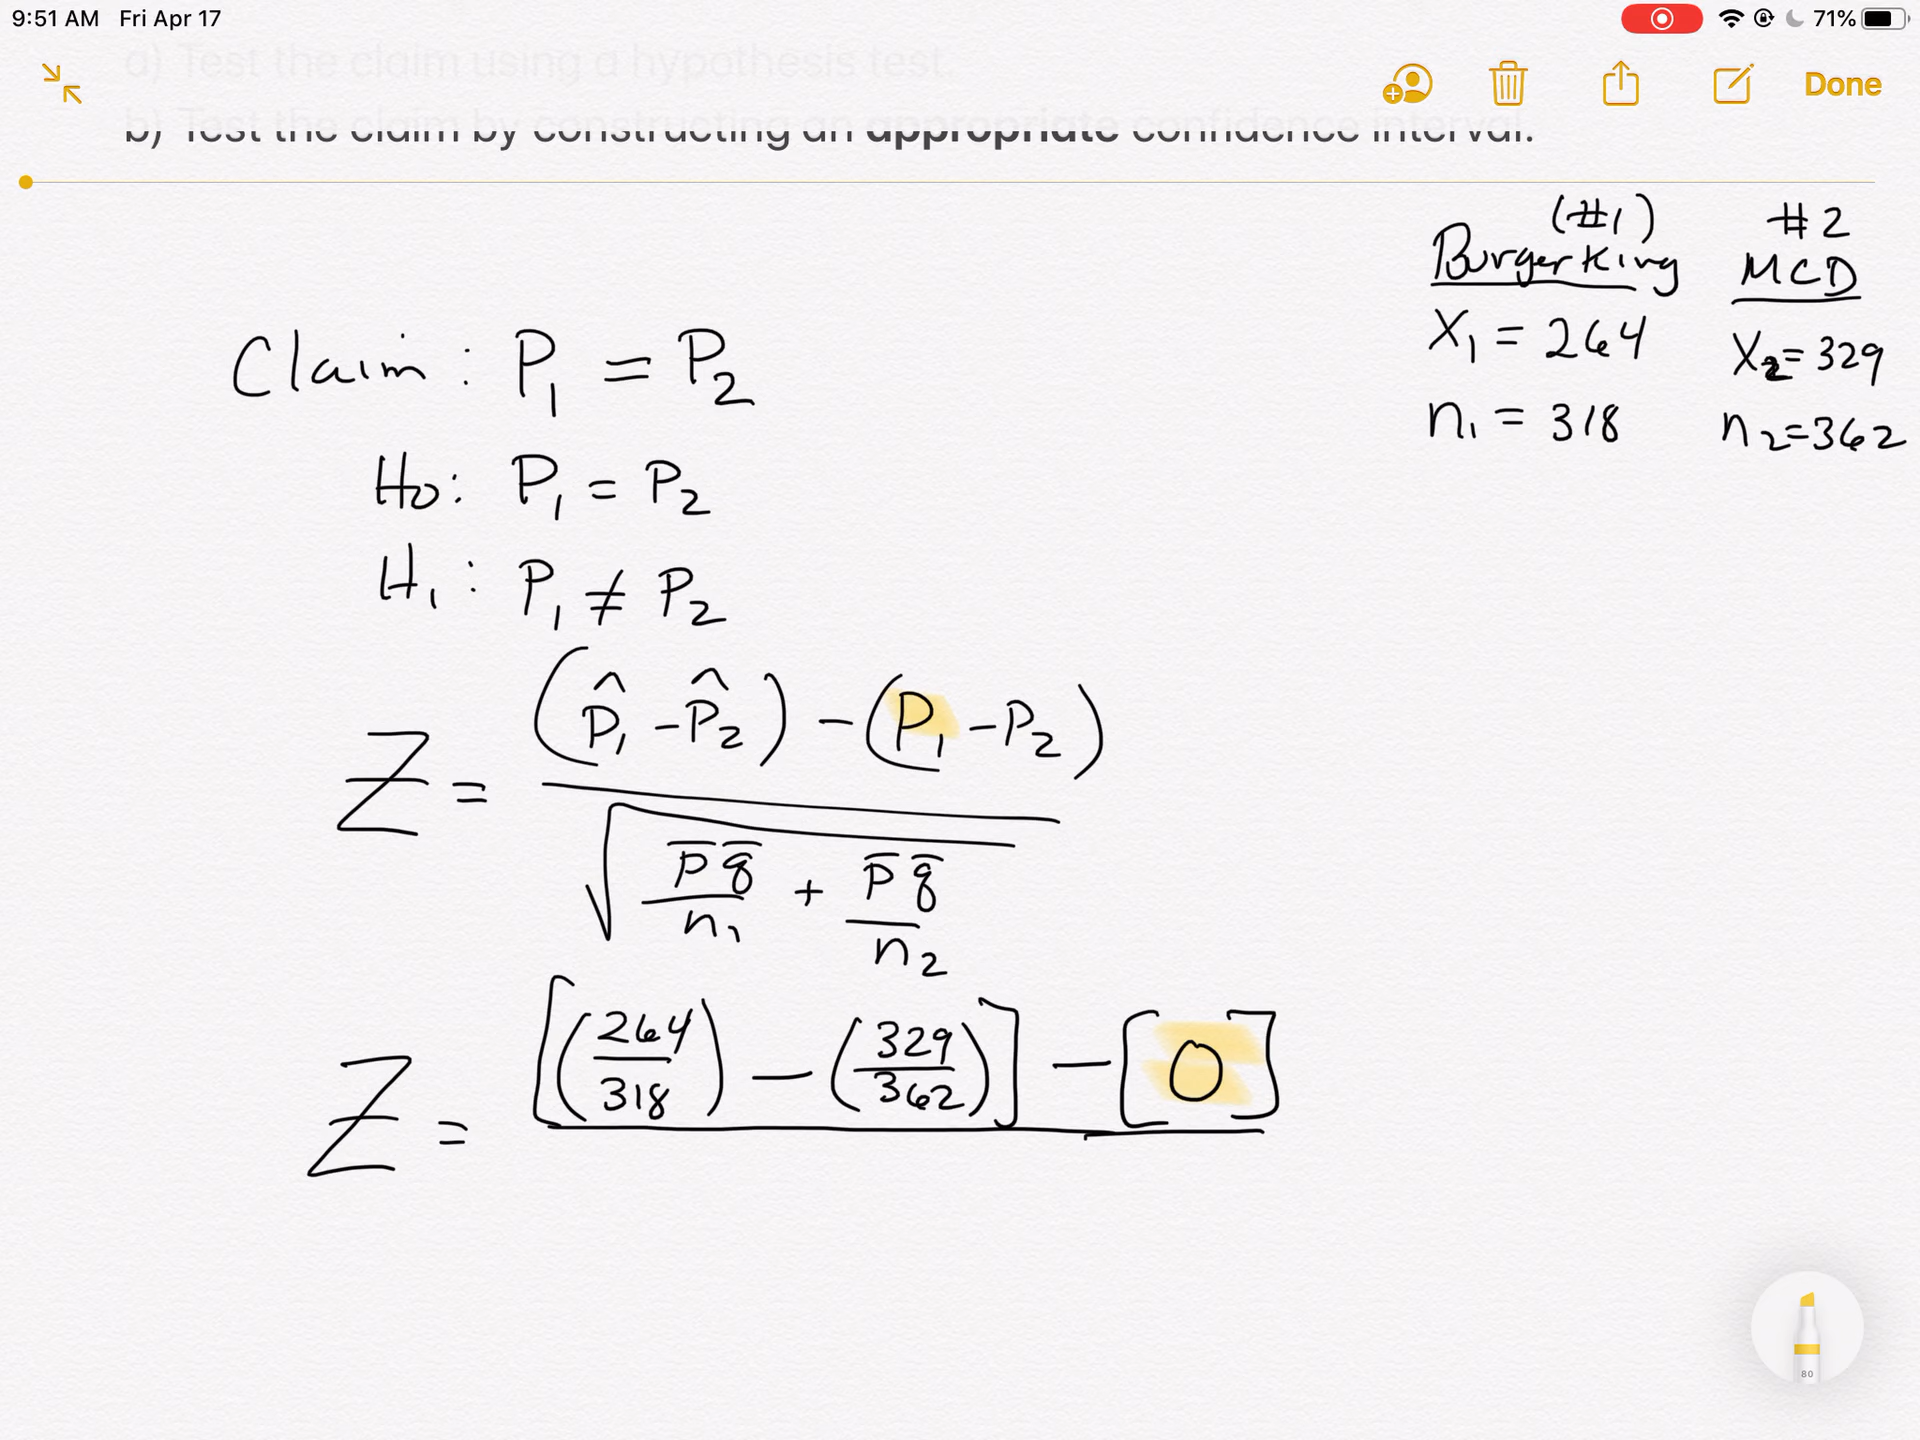 9:51 AM Fri Apr 17 71%
a) Test the claim using a hypothesis test.
Done
b) Test the claim by constructing an appropriate confidence interval.
(#1) #2
Burger King MCD
X₁ = 264 X₂ = 329
n₁ = 318 n₂ = 362
Claim: P₁ = P₂
H₀: P₁ = P₂
H₁: P₁ ≠ P₂
Z = ((p̂₁ - p̂₂) - (P₁ - P₂)) / √(p̄q̄/n₁ + p̄q̄/n₂)
Z = [(264/318) - (329/362)] - [0]
80